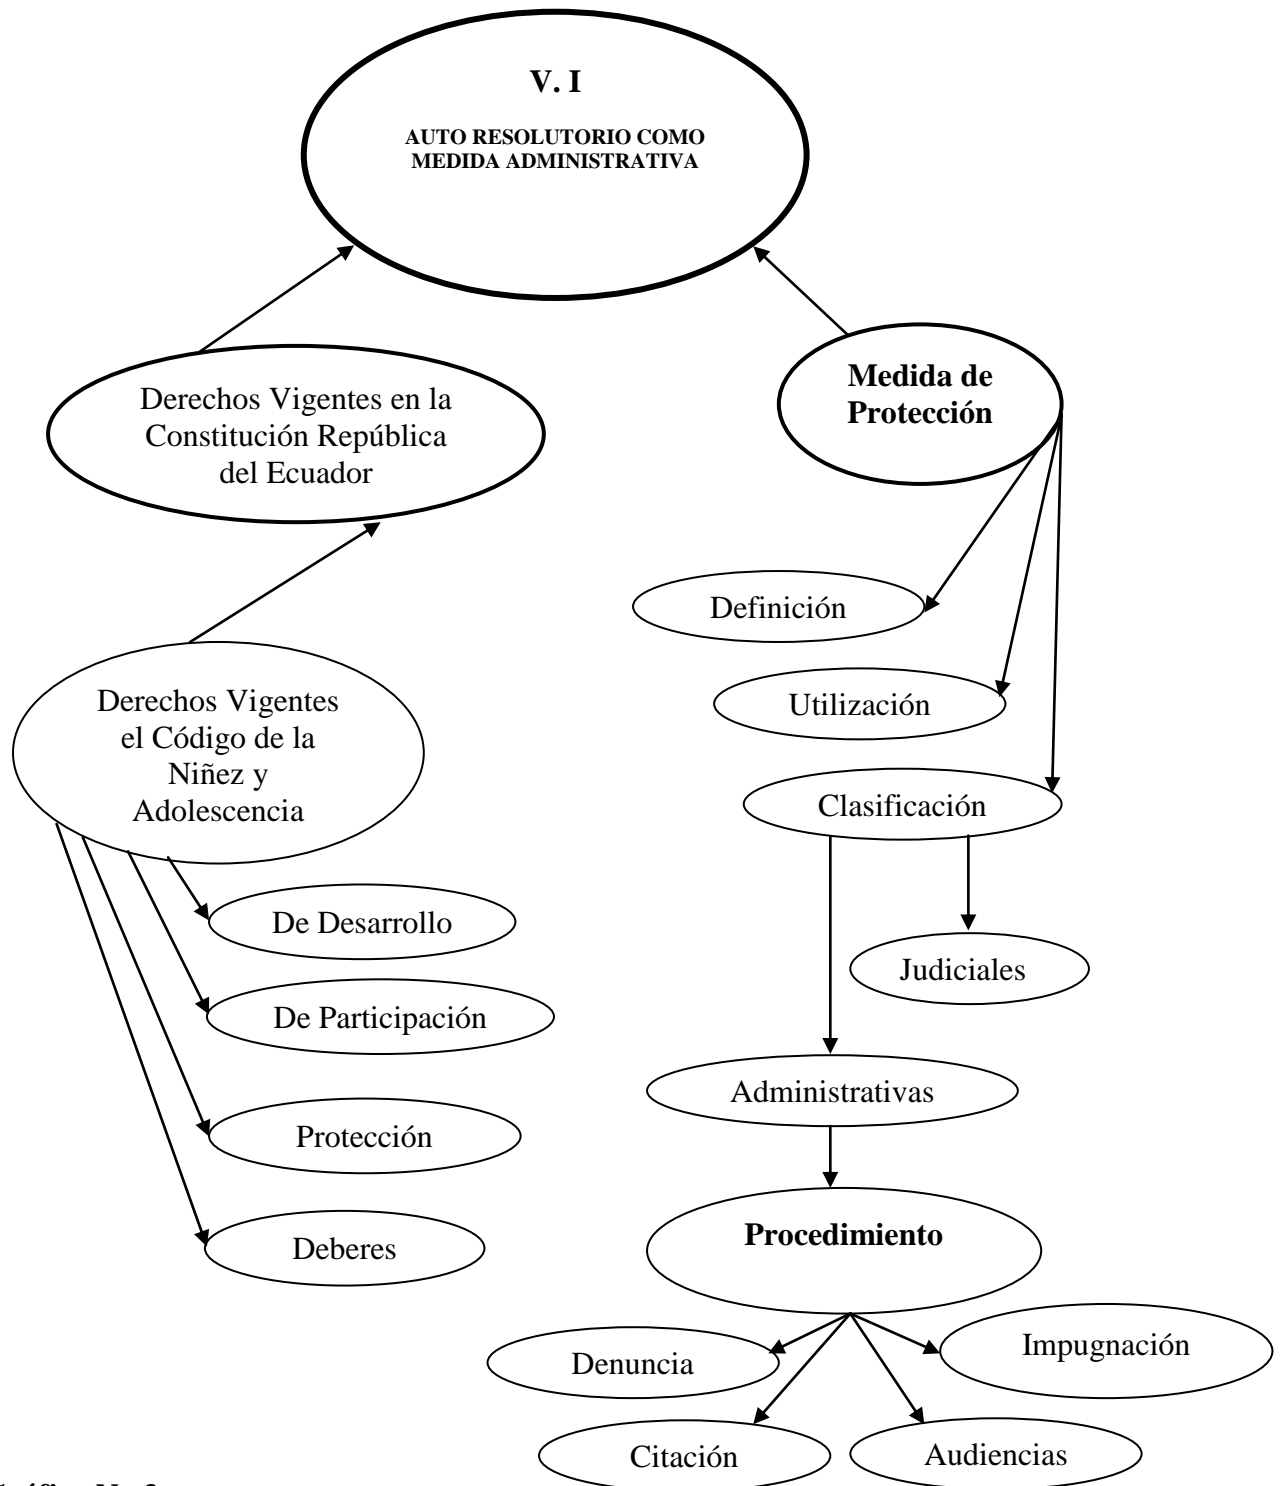 V. I
AUTO RESOLUTORIO COMO
MEDIDA ADMINISTRATIVA
Derechos Vigentes en la
Constitución República
del Ecuador
Medida de
Protección
Definición
Utilización
Clasificación
Judiciales
Administrativas
Procedimiento
Denuncia
Citación
Audiencias
Impugnación
Derechos Vigentes
el Código de la
Niñez y
Adolescencia
De Desarrollo
De Participación
Protección
Deberes